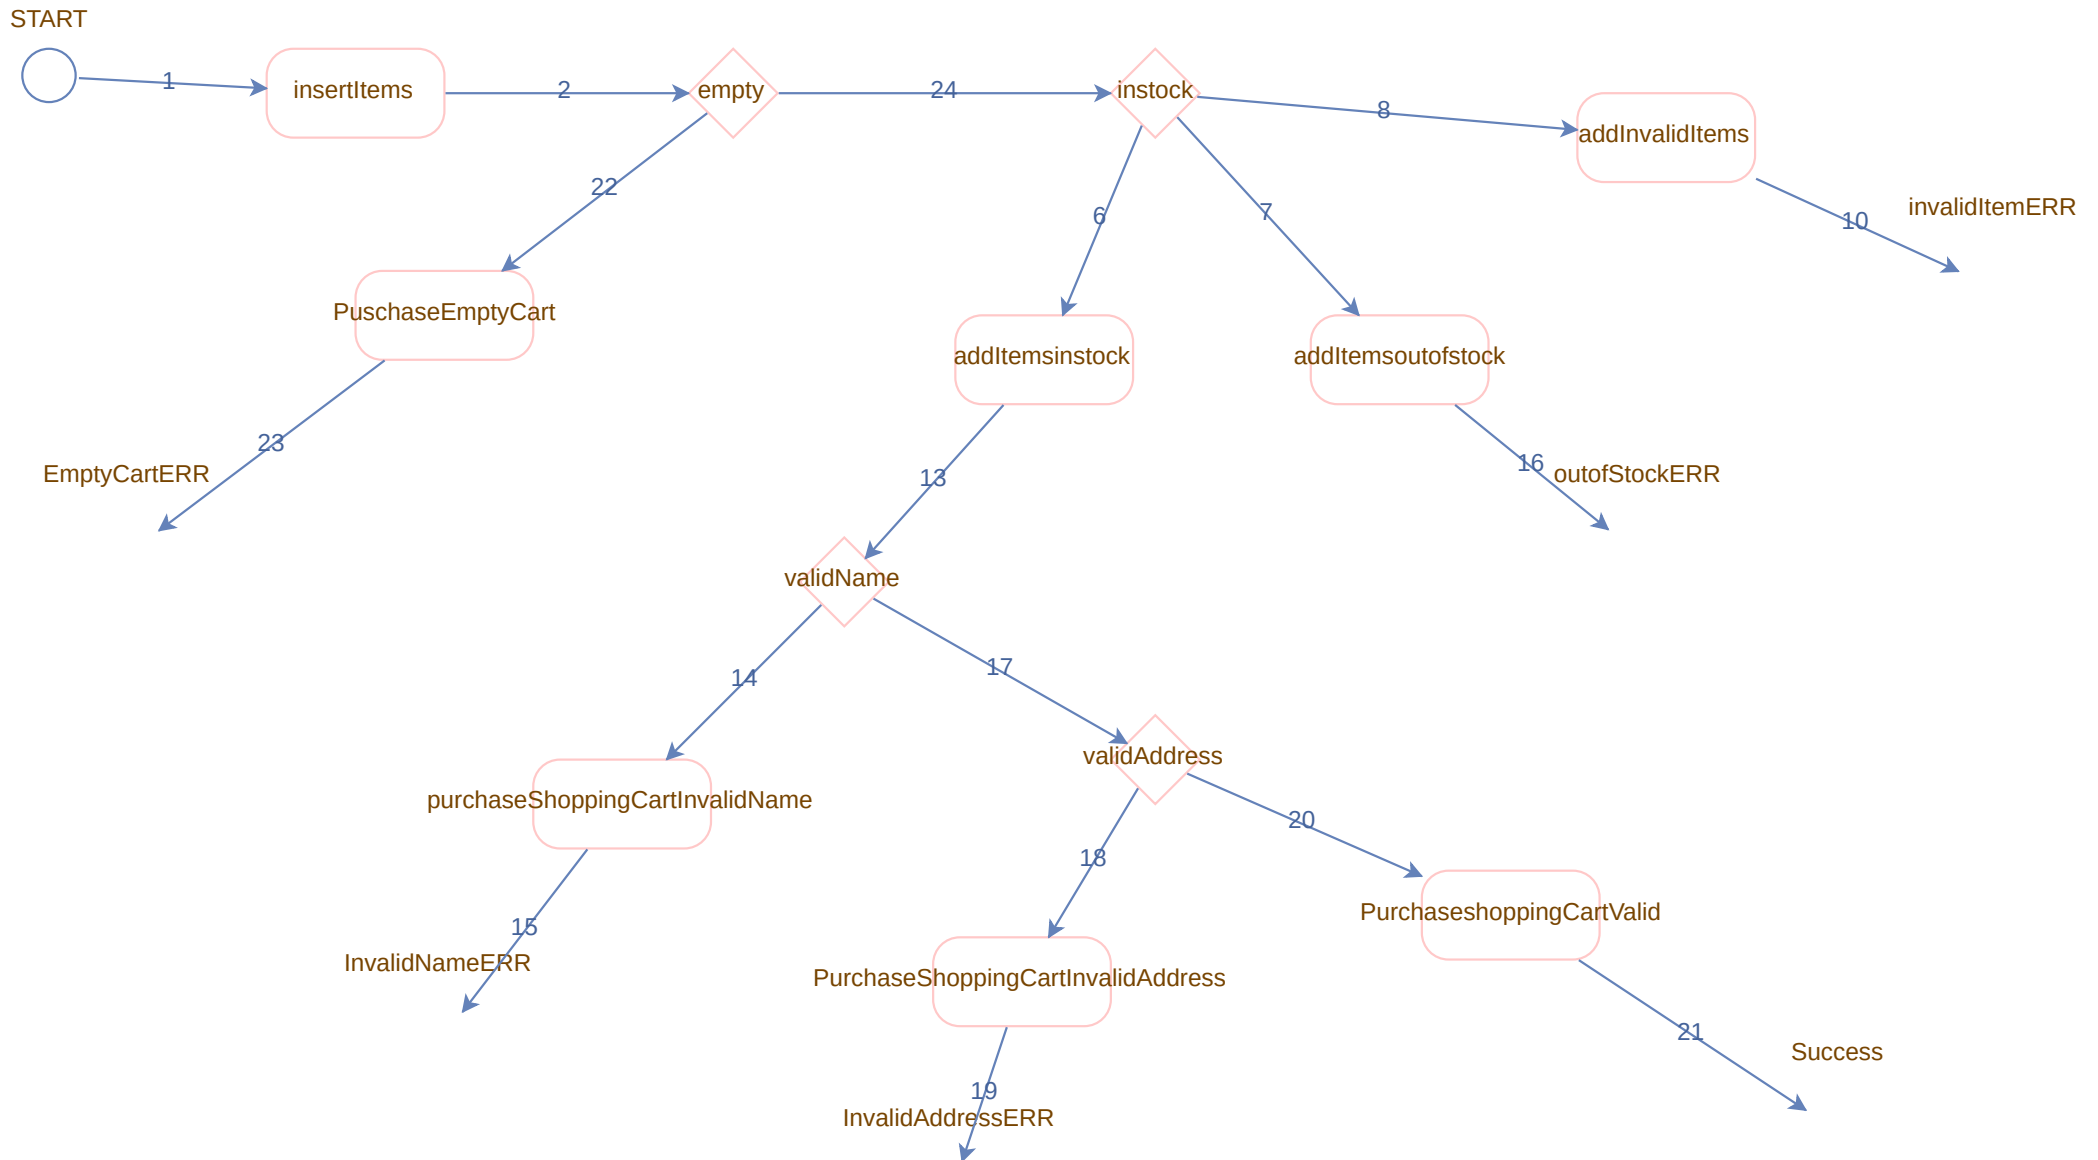 START
1
insertItems
2
empty
24
instock
8
addInvalidItems
22
6
7
10
invalidItemERR
PuschaseEmptyCart
addItemsinstock
addItemsoutofstock
23
EmptyCartERR
13
16
outofStockERR
validName
14
17
validAddress
purchaseShoppingCartInvalidName
18
20
15
InvalidNameERR
PurchaseShoppingCartInvalidAddress
PurchaseshoppingCartValid
19
InvalidAddressERR
21
Success